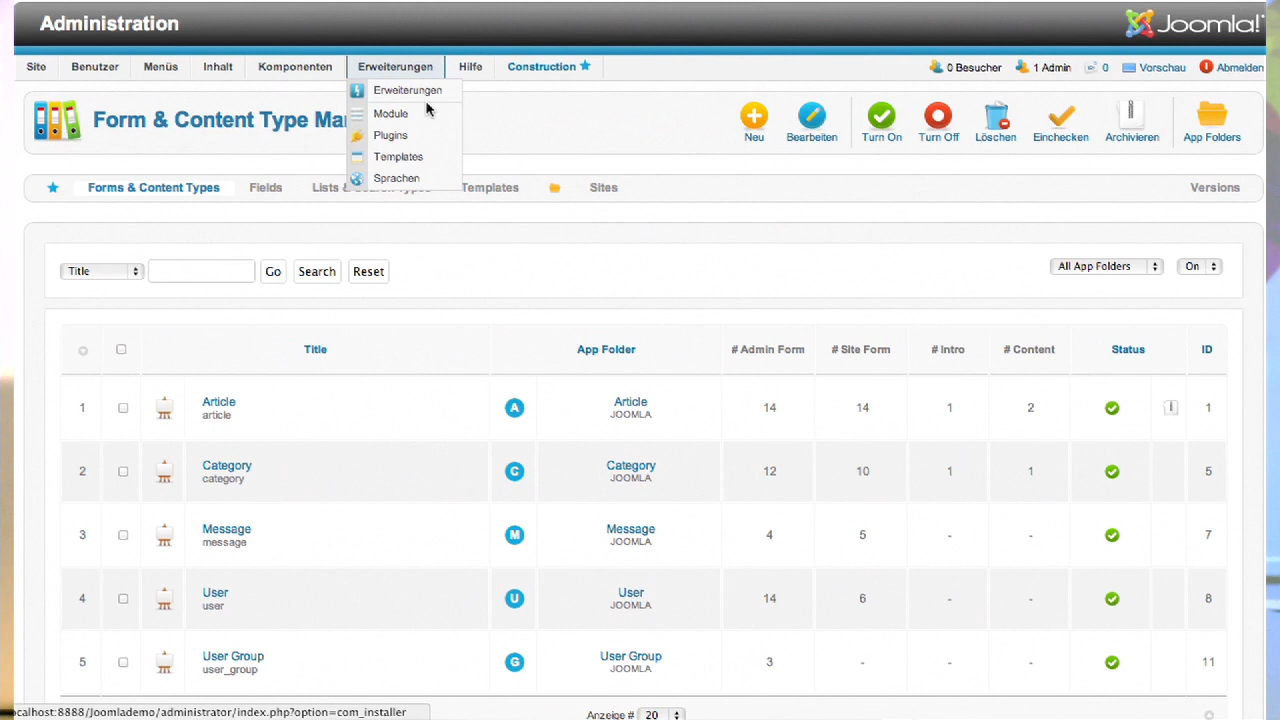 Administration
Joomla!
Site Benutzer Menüs Inhalt Komponenten Erweiterungen Hilfe Construction 0 Besucher 1 Admin 0 Vorschau Abmelden
Erweiterungen
Module
Plugins
Templates
Sprachen
Form & Content Type Ma
Neu Bearbeiten Turn On Turn Off Löschen Einchecken Archivieren App Folders
Forms & Content Types Fields Lists Types Templates Sites Versions
Title Go Search Reset All App Folders On
Title App Folder # Admin Form # Site Form # Intro # Content Status ID
1 Article A Article 14 14 1 2 1
article JOOMLA
2 Category C Category 12 10 1 1 5
category JOOMLA
3 Message M Message 4 5 - - 7
message JOOMLA
4 User U User 14 6 - - 8
user JOOMLA
5 User Group G User Group 3 - - - 11
user_group JOOMLA
Anzeige # 20
ocalhost:8888/Joomlademo/administrator/index.php?option=com_installer